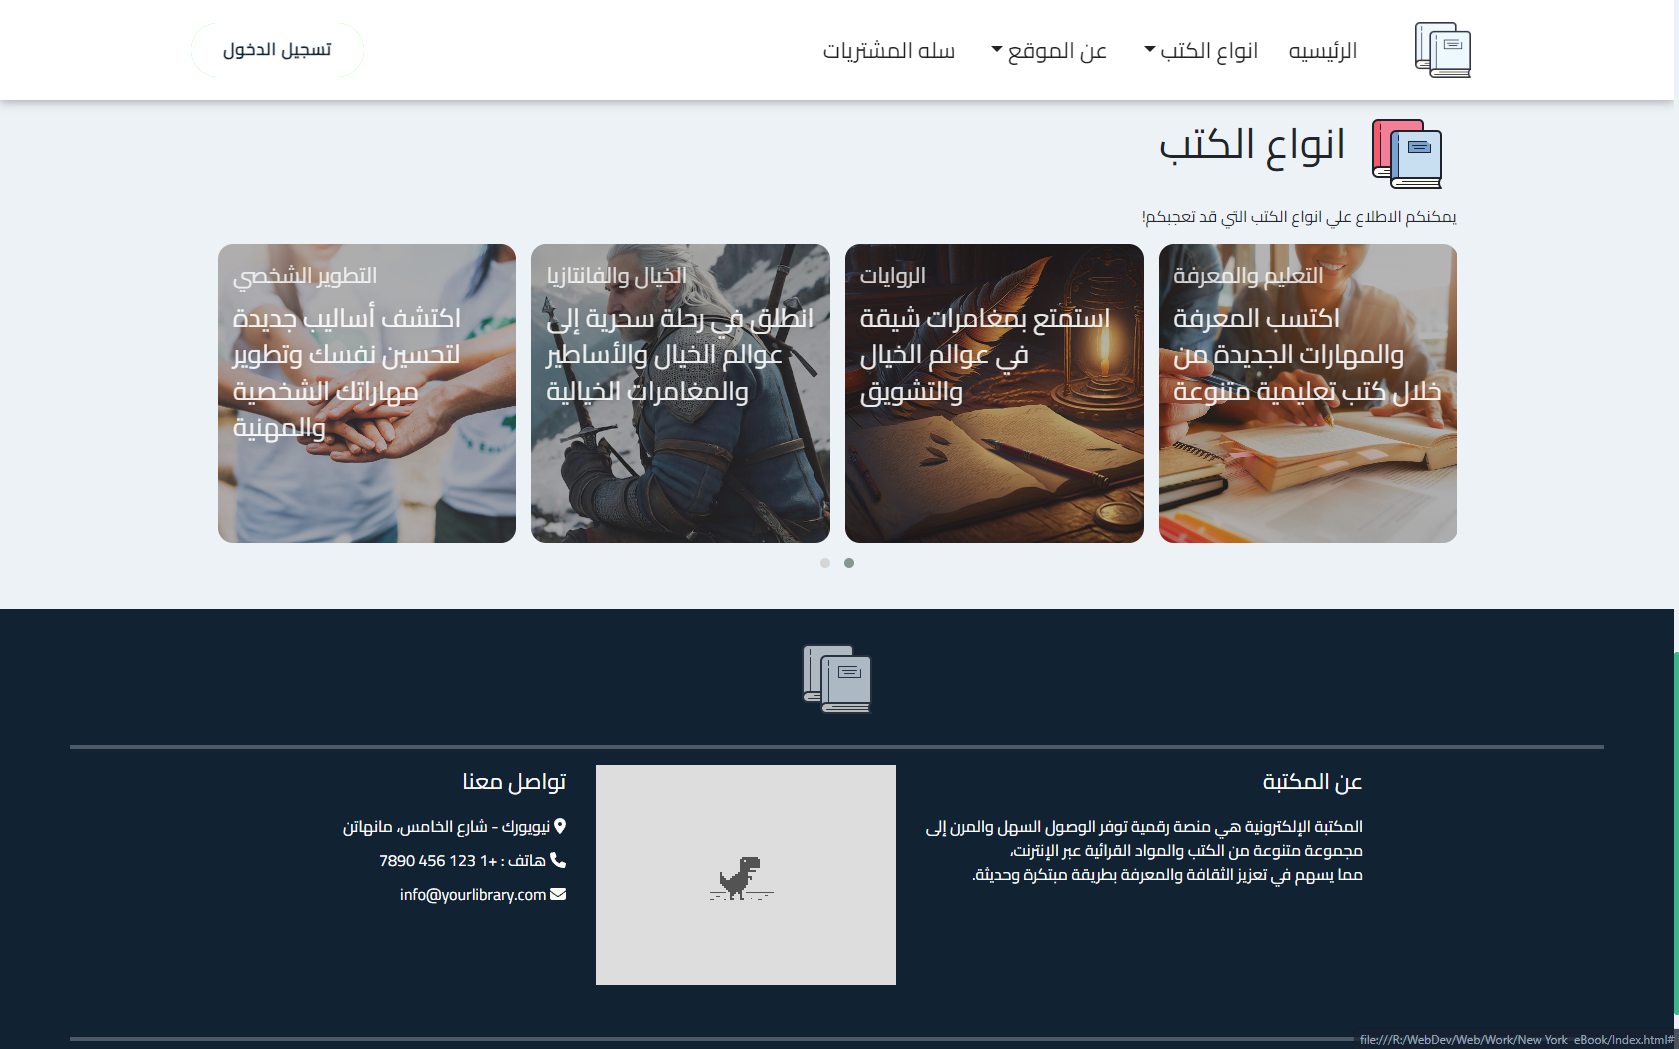 الرئيسيه
انواع الكتب
عن الموقع
سله المشتريات
تسجيل الدخول
انواع الكتب
يمكنكم الاطلاع علي انواع الكتب التي قد تعجبكم!
التعليم والمعرفة
اكتسب المعرفة
والمهارات الجديدة من
خلال كتب تعليمية متنوعة
الروايات
استمتع بمغامرات شيقة
في عوالم الخيال
والتشويق
الخيال والفانتازيا
انطلق في رحلة سحرية إلى
عوالم الخيال والأساطير
والمغامرات الخيالية
التطوير الشخصي
اكتشف أساليب جديدة
لتحسين نفسك وتطوير
مهاراتك الشخصية
والمهنية
عن المكتبة
المكتبة الإلكترونية هي منصة رقمية توفر الوصول السهل والمرن إلى
مجموعة متنوعة من الكتب والمواد القرائية عبر الإنترنت،
مما يسهم في تعزيز الثقافة والمعرفة بطريقة مبتكرة وحديثة.
تواصل معنا
نيويورك - شارع الخامس، مانهاتن
هاتف : +1 123 456 7890
info@yourlibrary.com
file:///R:/WebDev/Web/Work/New York_eBook/Index.html#